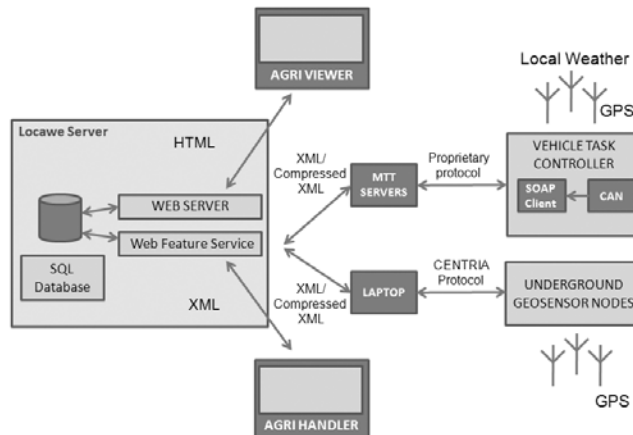 AGRI VIEWER
Local Weather
GPS
Locawe Server
HTML
XML/
Compressed
XML
MTT
SERVERS
Proprietary
protocol
VEHICLE TASK
CONTROLLER
SOAP
Client
CAN
WEB SERVER
Web Feature Service
SQL
Database
XML
XML/
Compressed
XML
LAPTOP
CENTRIA
Protocol
UNDERGROUND
GEOSENSOR NODES
GPS
AGRI HANDLER